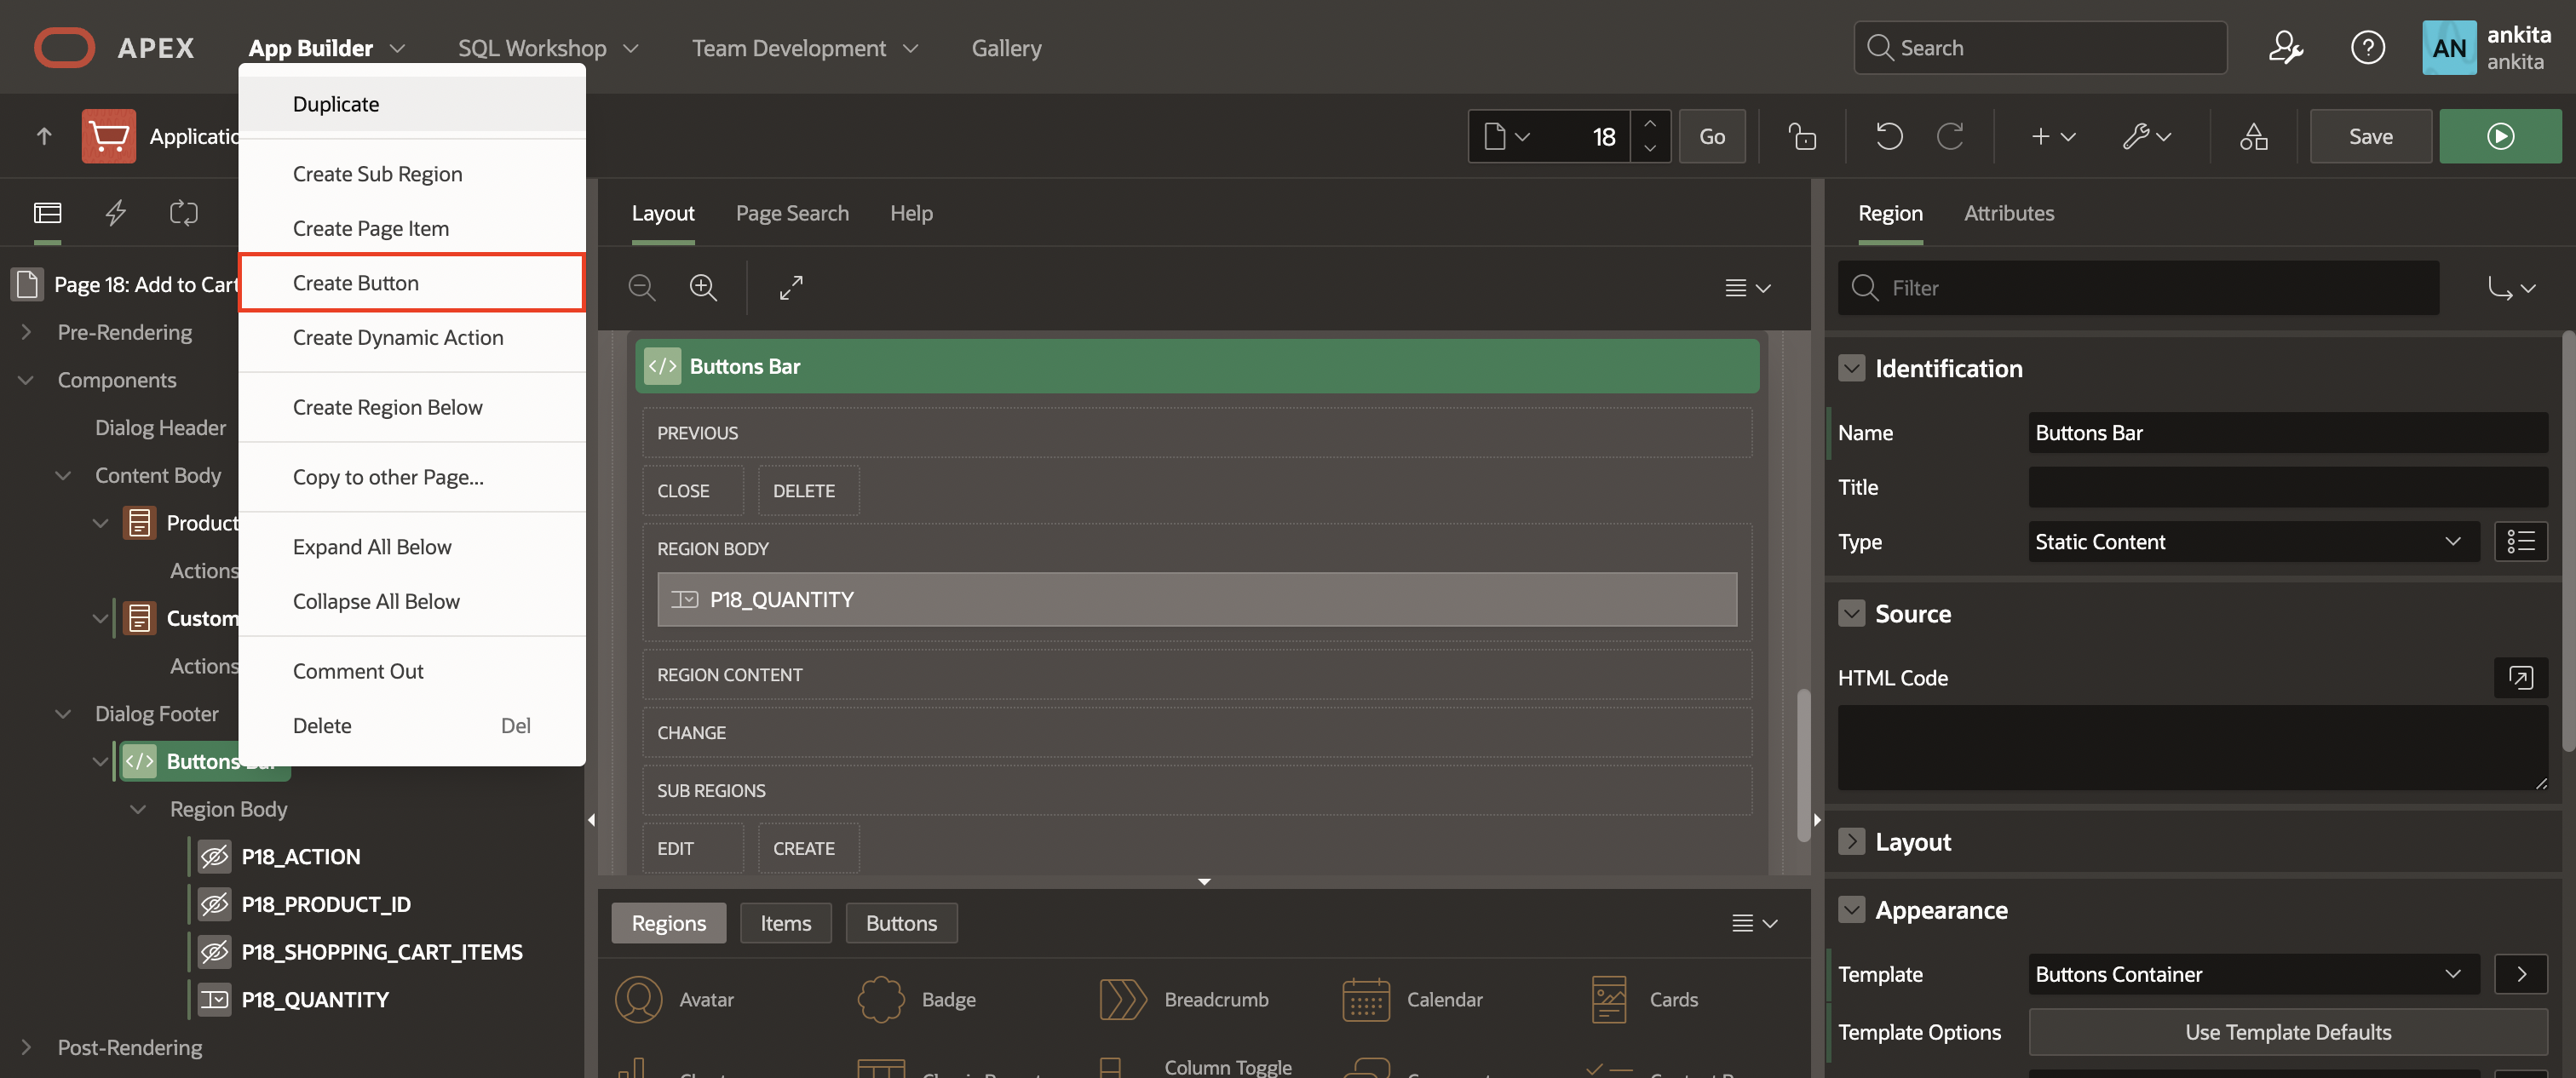 APEX
App Builder
SQL Workshop
Team Development
Gallery
Search
AN
ankita
ankita
Applicatio
18
Go
Save
Duplicate
Create Sub Region
Create Page Item
Create Button
Create Dynamic Action
Create Region Below
Copy to other Page...
Expand All Below
Collapse All Below
Comment Out
Delete Del
Page 18: Add to Cart
Pre-Rendering
Components
Dialog Header
Content Body
Product
Actions
Custom
Actions
Dialog Footer
Buttons Bar
Region Body
P18_ACTION
P18_PRODUCT_ID
P18_SHOPPING_CART_ITEMS
P18_QUANTITY
Post-Rendering
Layout
Page Search
Help
Buttons Bar
PREVIOUS
CLOSE
DELETE
REGION BODY
P18_QUANTITY
REGION CONTENT
CHANGE
SUB REGIONS
EDIT
CREATE
Regions
Items
Buttons
Avatar
Badge
Breadcrumb
Calendar
Cards
Column Toggle
Region
Attributes
Filter
Identification
Name
Buttons Bar
Title
Type
Static Content
Source
HTML Code
Layout
Appearance
Template
Buttons Container
Template Options
Use Template Defaults